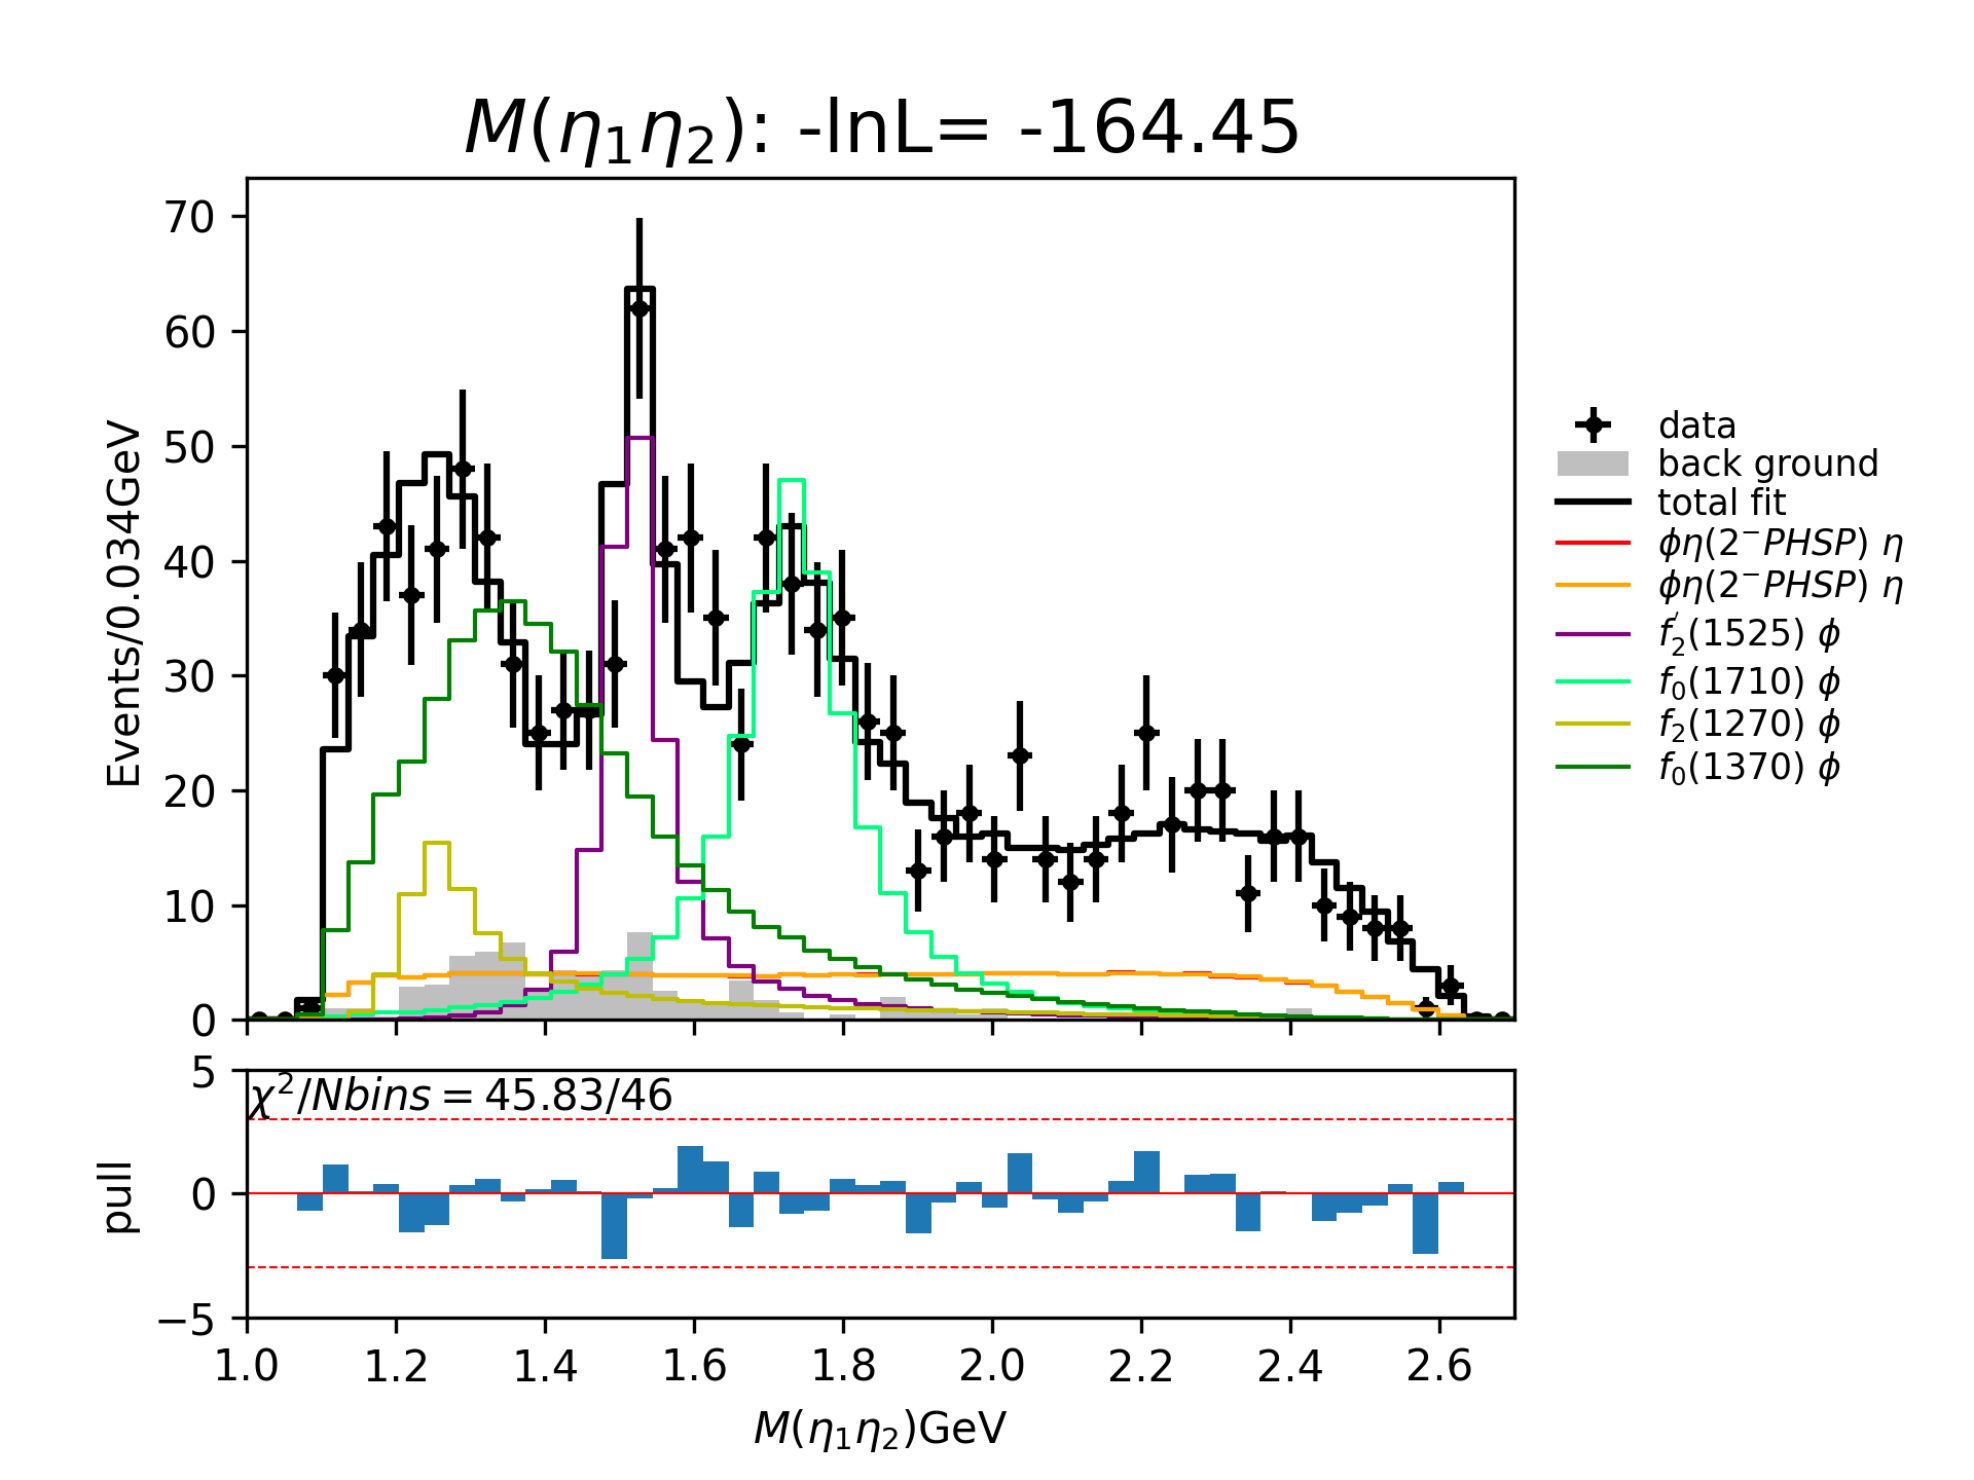 M(η₁η₂): -lnL= -164.45
Events/0.034GeV
70
60
50
40
30
20
10
0
data
back ground
total fit
ϕη(2⁻PHSP) η
ϕη(2⁻PHSP) η
f₂′(1525) ϕ
f₀(1710) ϕ
f₂(1270) ϕ
f₀(1370) ϕ
χ²/Nbins = 45.83/46
pull
5
0
−5
1.0 1.2 1.4 1.6 1.8 2.0 2.2 2.4 2.6
M(η₁η₂)GeV